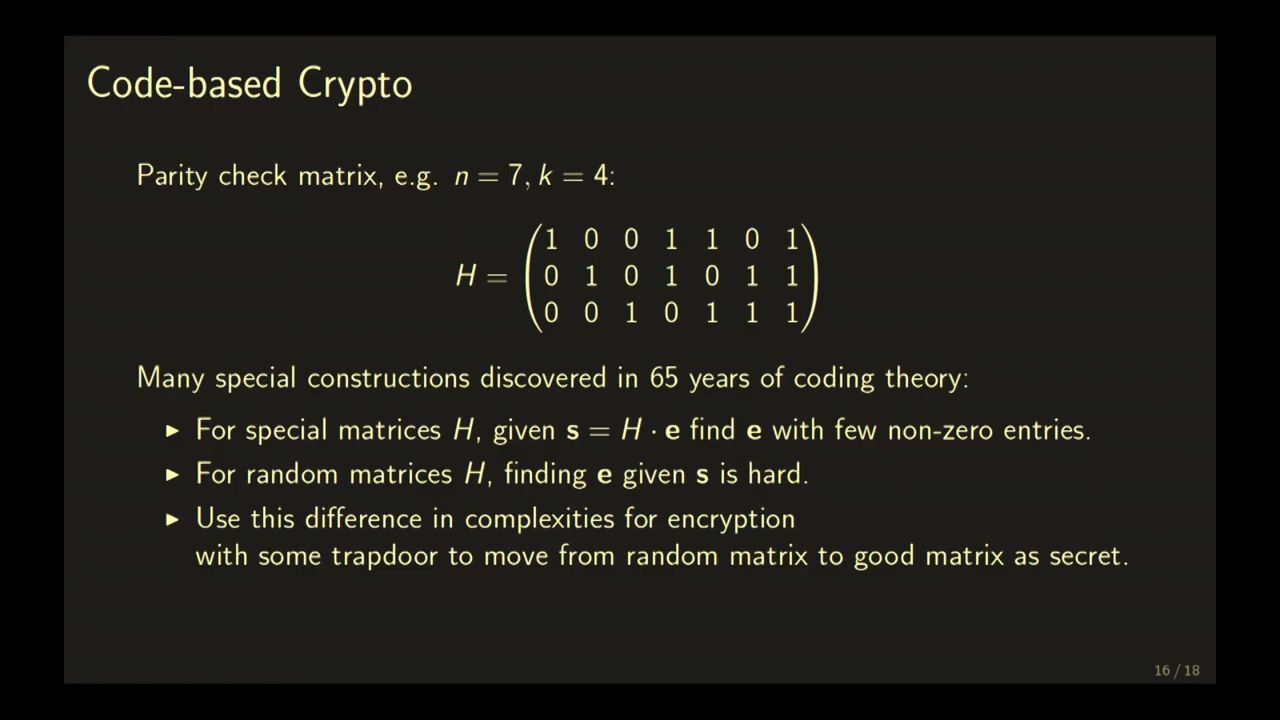 Code-based Crypto
Parity check matrix, e.g. n = 7, k = 4:
1 0 0 1 1 0 1
H = 0 1 0 1 0 1 1
0 0 1 0 1 1 1
Many special constructions discovered in 65 years of coding theory:
▶ For special matrices H, given s = H · e find e with few non-zero entries.
▶ For random matrices H, finding e given s is hard.
▶ Use this difference in complexities for encryption
with some trapdoor to move from random matrix to good matrix as secret.
16 / 18